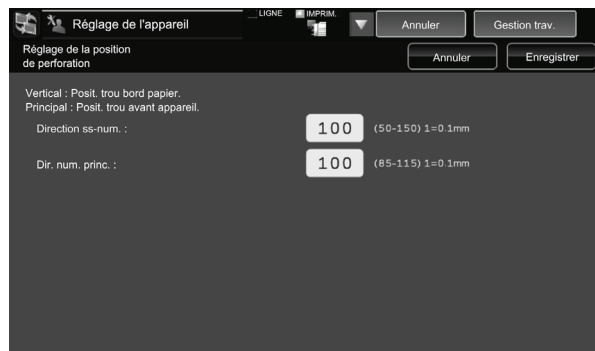 Réglage de l'appareil
LIGNE
IMPRIM.
Annuler
Gestion trav.
Réglage de la position
de perforation
Annuler
Enregistrer
Vertical : Posit. trou bord papier.
Principal : Posit. trou avant appareil.
Direction ss-num. : 100 (50-150) 1=0.1mm
Dir. num. princ. : 100 (85-115) 1=0.1mm